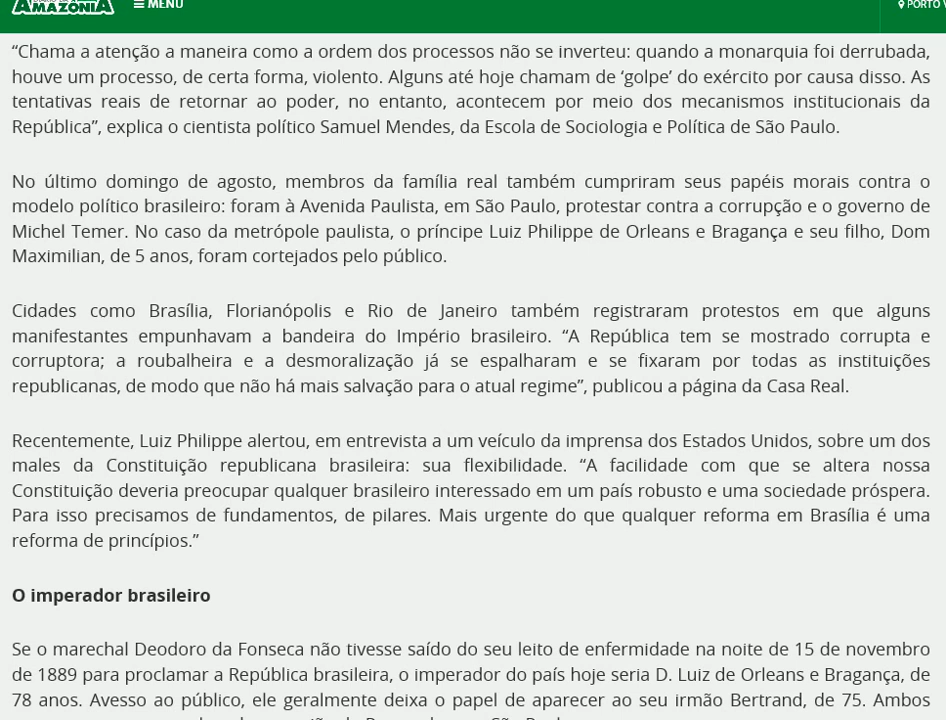 AMAZÔNIA
MENU
PORTO V
“Chama a atenção a maneira como a ordem dos processos não se inverteu: quando a monarquia foi derrubada,
houve um processo, de certa forma, violento. Alguns até hoje chamam de ‘golpe’ do exército por causa disso. As
tentativas reais de retornar ao poder, no entanto, acontecem por meio dos mecanismos institucionais da
República”, explica o cientista político Samuel Mendes, da Escola de Sociologia e Política de São Paulo.
No último domingo de agosto, membros da família real também cumpriram seus papéis morais contra o
modelo político brasileiro: foram à Avenida Paulista, em São Paulo, protestar contra a corrupção e o governo de
Michel Temer. No caso da metrópole paulista, o príncipe Luiz Philippe de Orleans e Bragança e seu filho, Dom
Maximilian, de 5 anos, foram cortejados pelo público.
Cidades como Brasília, Florianópolis e Rio de Janeiro também registraram protestos em que alguns
manifestantes empunhavam a bandeira do Império brasileiro. “A República tem se mostrado corrupta e
corruptora; a roubalheira e a desmoralização já se espalharam e se fixaram por todas as instituições
republicanas, de modo que não há mais salvação para o atual regime”, publicou a página da Casa Real.
Recentemente, Luiz Philippe alertou, em entrevista a um veículo da imprensa dos Estados Unidos, sobre um dos
males da Constituição republicana brasileira: sua flexibilidade. “A facilidade com que se altera nossa
Constituição deveria preocupar qualquer brasileiro interessado em um país robusto e uma sociedade próspera.
Para isso precisamos de fundamentos, de pilares. Mais urgente do que qualquer reforma em Brasília é uma
reforma de princípios.”
O imperador brasileiro
Se o marechal Deodoro da Fonseca não tivesse saído do seu leito de enfermidade na noite de 15 de novembro
de 1889 para proclamar a República brasileira, o imperador do país hoje seria D. Luiz de Orleans e Bragança, de
78 anos. Avesso ao público, ele geralmente deixa o papel de aparecer ao seu irmão Bertrand, de 75. Ambos